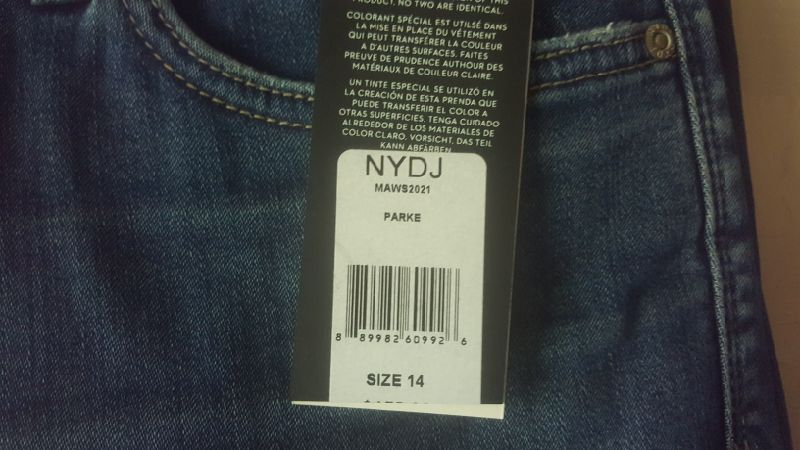 PRODUCT, NO TWO ARE IDENTICAL.
COLORANT SPÉCIAL EST UTILSÉ DANS
LA MISE EN PLACE DU VÊTEMENT
QUI PEUT TRANSFÉRER LA COULEUR
A D'AUTRES SURFACES. FAITES
PREUVE DE PRUDENCE AUTHOUR DES
MATÉRIAUX DE COULEUR CLAIRE.
UN TINTE ESPECIAL SE UTILIZÓ EN
LA CREACIÓN DE ESTA PRENDA QUE
PUEDE TRANSFERIR EL COLOR A
OTRAS SUPERFICIES. TENGA CUIDADO
ALREDEDOR DE LOS MATERIALES DE
COLOR CLARO. VORSICHT, DAS TEIL
KANN ABFÄRBEN
NYDJ
MAWS2021
PARKE
8 89982 60992 6
SIZE 14